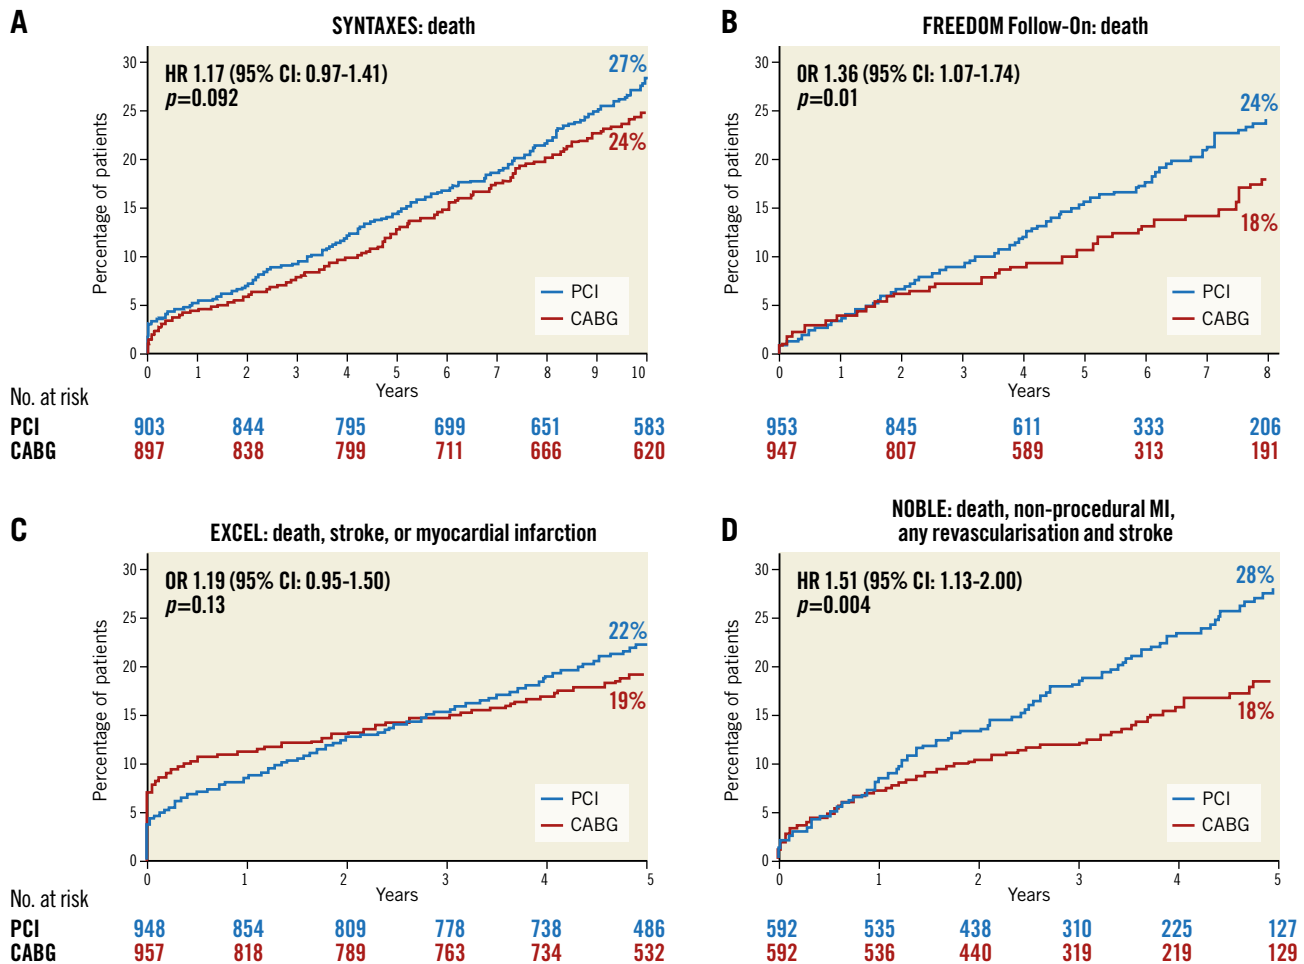 A
SYNTAXES: death
HR 1.17 (95% CI: 0.97-1.41)
p=0.092
27%
24%
Percentage of patients
30
25
20
15
10
5
0
PCI
CABG
0 1 2 3 4 5 6 7 8 9 10
Years
No. at risk
PCI 903 844 795 699 651 583
CABG 897 838 799 711 666 620
B
FREEDOM Follow-On: death
OR 1.36 (95% CI: 1.07-1.74)
p=0.01
24%
18%
Percentage of patients
30
25
20
15
10
5
0
PCI
CABG
0 1 2 3 4 5 6 7 8
Years
953 845 611 333 206
947 807 589 313 191
C
EXCEL: death, stroke, or myocardial infarction
OR 1.19 (95% CI: 0.95-1.50)
p=0.13
22%
19%
Percentage of patients
30
25
20
15
10
5
0
PCI
CABG
0 1 2 3 4 5
Years
No. at risk
PCI 948 854 809 778 738 486
CABG 957 818 789 763 734 532
D
NOBLE: death, non-procedural MI,
any revascularisation and stroke
HR 1.51 (95% CI: 1.13-2.00)
p=0.004
28%
18%
Percentage of patients
30
25
20
15
10
5
0
PCI
CABG
0 1 2 3 4 5
Years
592 535 438 310 225 127
592 536 440 319 219 129